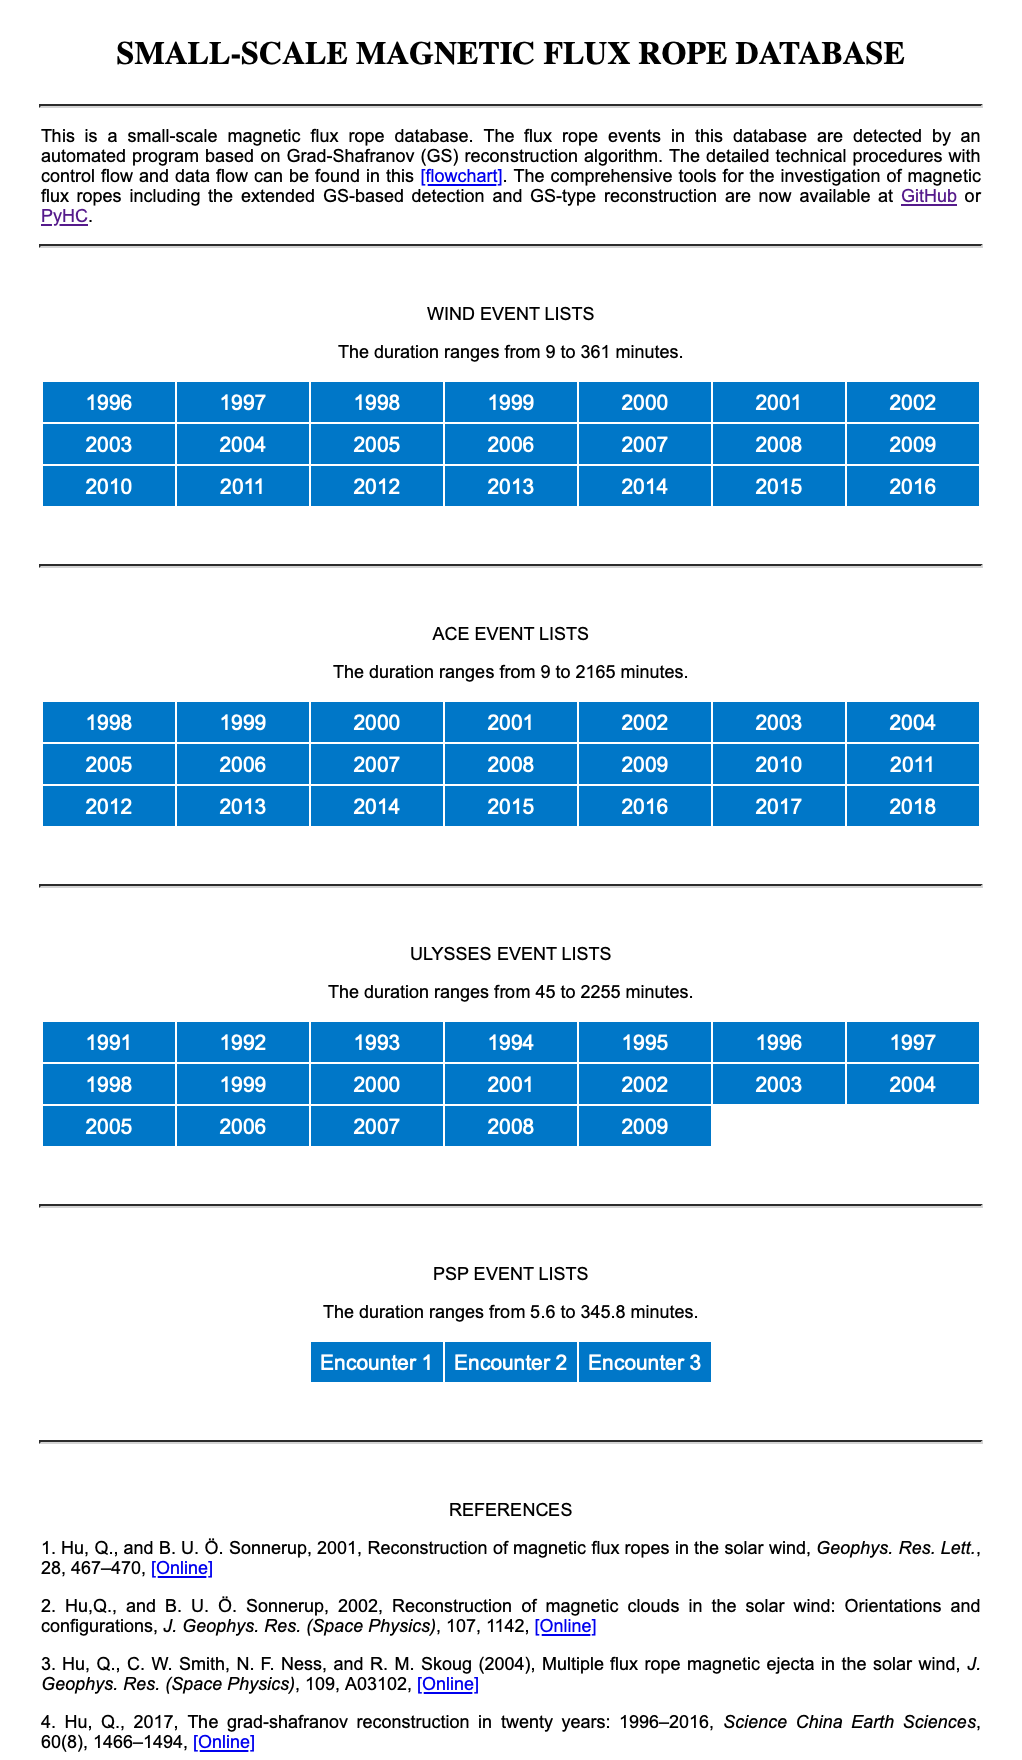 SMALL-SCALE MAGNETIC FLUX ROPE DATABASE
This is a small-scale magnetic flux rope database. The flux rope events in this database are detected by an
automated program based on Grad-Shafranov (GS) reconstruction algorithm. The detailed technical procedures with
control flow and data flow can be found in this [flowchart]. The comprehensive tools for the investigation of magnetic
flux ropes including the extended GS-based detection and GS-type reconstruction are now available at GitHub or
PyHC.
WIND EVENT LISTS
The duration ranges from 9 to 361 minutes.
1996 1997 1998 1999 2000 2001 2002
2003 2004 2005 2006 2007 2008 2009
2010 2011 2012 2013 2014 2015 2016
ACE EVENT LISTS
The duration ranges from 9 to 2165 minutes.
1998 1999 2000 2001 2002 2003 2004
2005 2006 2007 2008 2009 2010 2011
2012 2013 2014 2015 2016 2017 2018
ULYSSES EVENT LISTS
The duration ranges from 45 to 2255 minutes.
1991 1992 1993 1994 1995 1996 1997
1998 1999 2000 2001 2002 2003 2004
2005 2006 2007 2008 2009
PSP EVENT LISTS
The duration ranges from 5.6 to 345.8 minutes.
Encounter 1 Encounter 2 Encounter 3
REFERENCES
1. Hu, Q., and B. U. Ö. Sonnerup, 2001, Reconstruction of magnetic flux ropes in the solar wind, Geophys. Res. Lett.,
28, 467–470, [Online]
2. Hu,Q., and B. U. Ö. Sonnerup, 2002, Reconstruction of magnetic clouds in the solar wind: Orientations and
configurations, J. Geophys. Res. (Space Physics), 107, 1142, [Online]
3. Hu, Q., C. W. Smith, N. F. Ness, and R. M. Skoug (2004), Multiple flux rope magnetic ejecta in the solar wind, J.
Geophys. Res. (Space Physics), 109, A03102, [Online]
4. Hu, Q., 2017, The grad-shafranov reconstruction in twenty years: 1996–2016, Science China Earth Sciences,
60(8), 1466–1494, [Online]